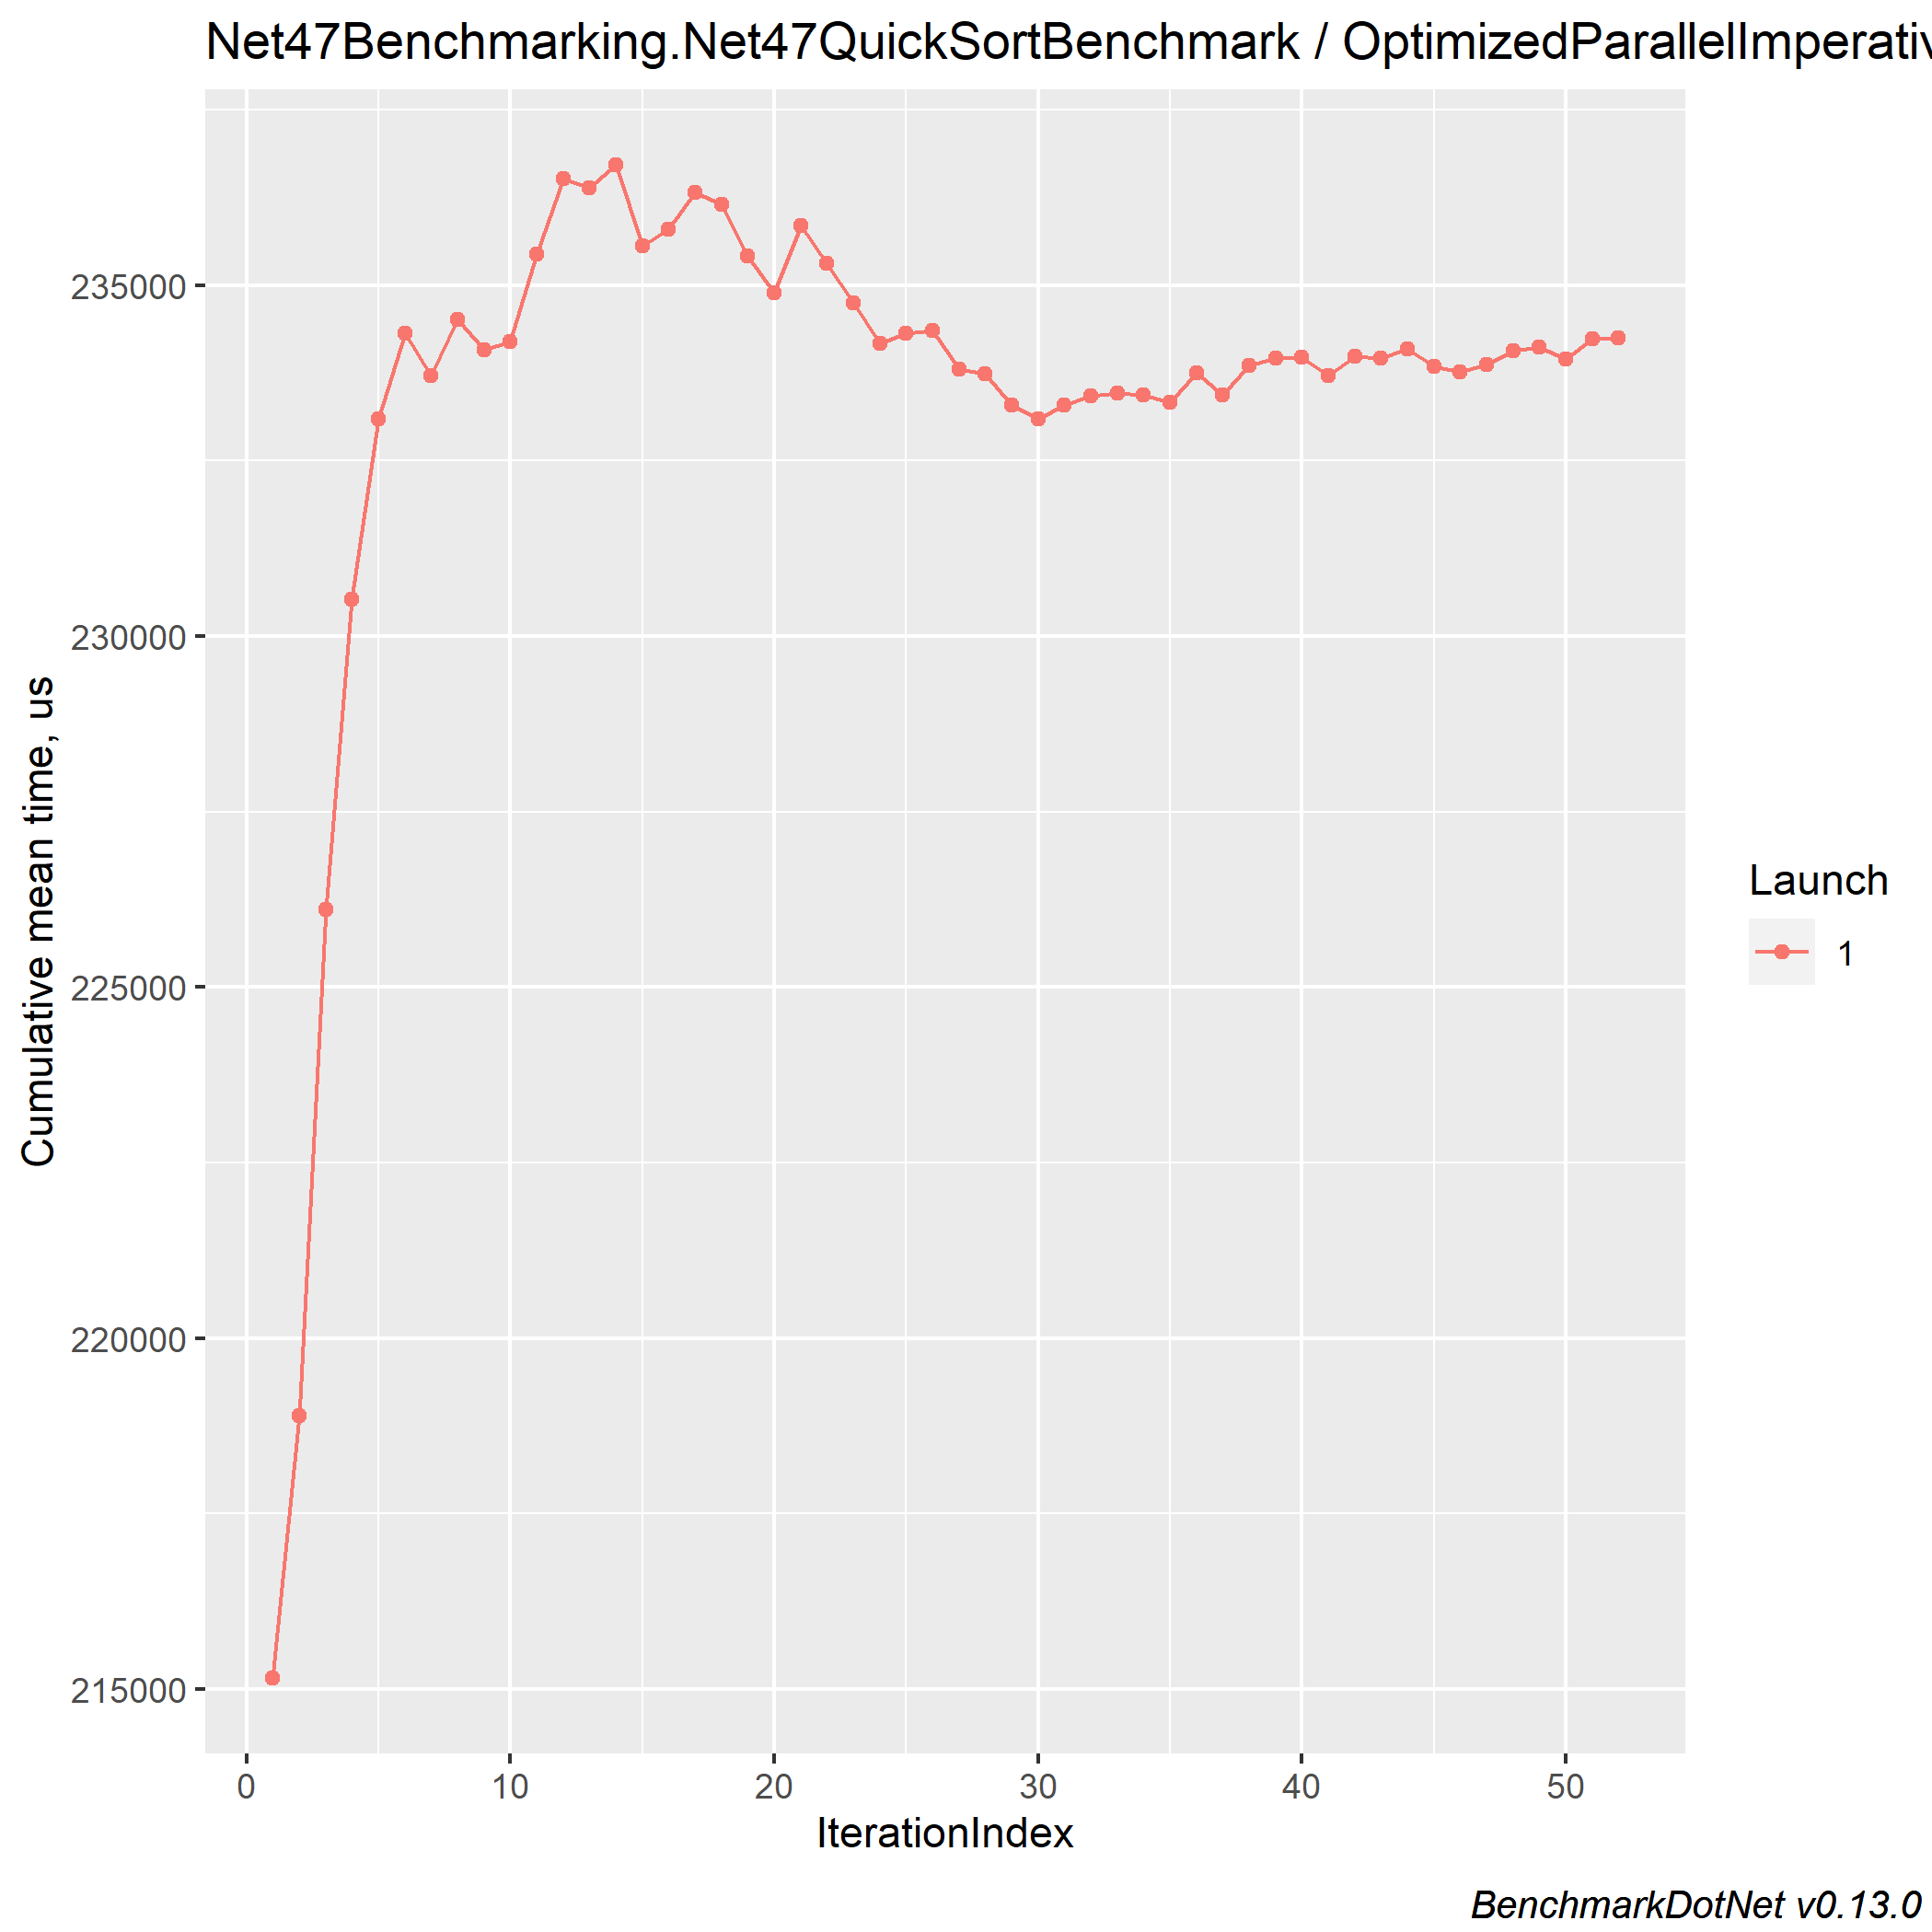 Net47Benchmarking.Net47QuickSortBenchmark / OptimizedParallelImperativ
235000
230000
225000
220000
215000
Cumulative mean time, us
0 10 20 30 40 50
IterationIndex
Launch
1
BenchmarkDotNet v0.13.0